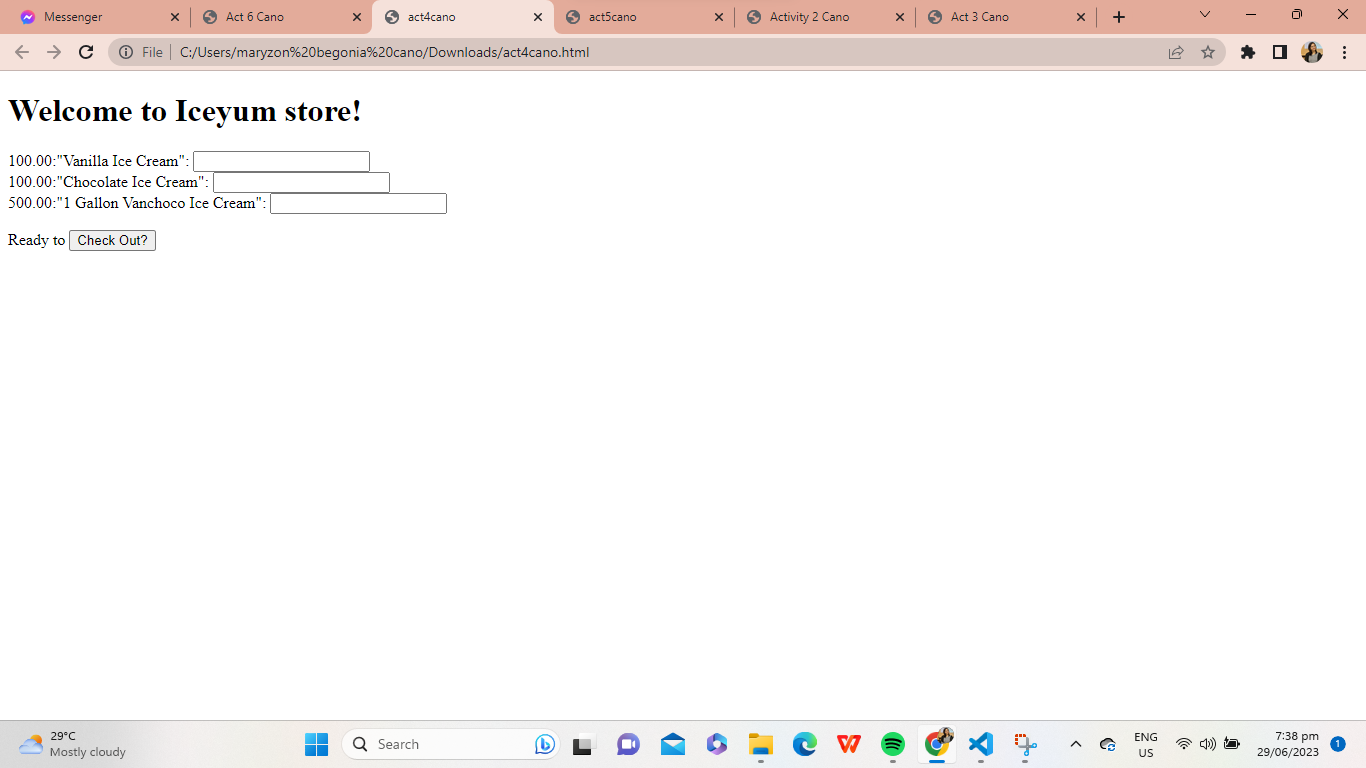 Messenger
Act 6 Cano
act4cano
act5cano
Activity 2 Cano
Act 3 Cano
File
C:/Users/maryzon%20begonia%20cano/Downloads/act4cano.html
Welcome to Iceyum store!
100.00:"Vanilla Ice Cream":
100.00:"Chocolate Ice Cream":
500.00:"1 Gallon Vanchoco Ice Cream":
Ready to Check Out?
29°C
Mostly cloudy
Search
ENG
US
7:38 pm
29/06/2023
1